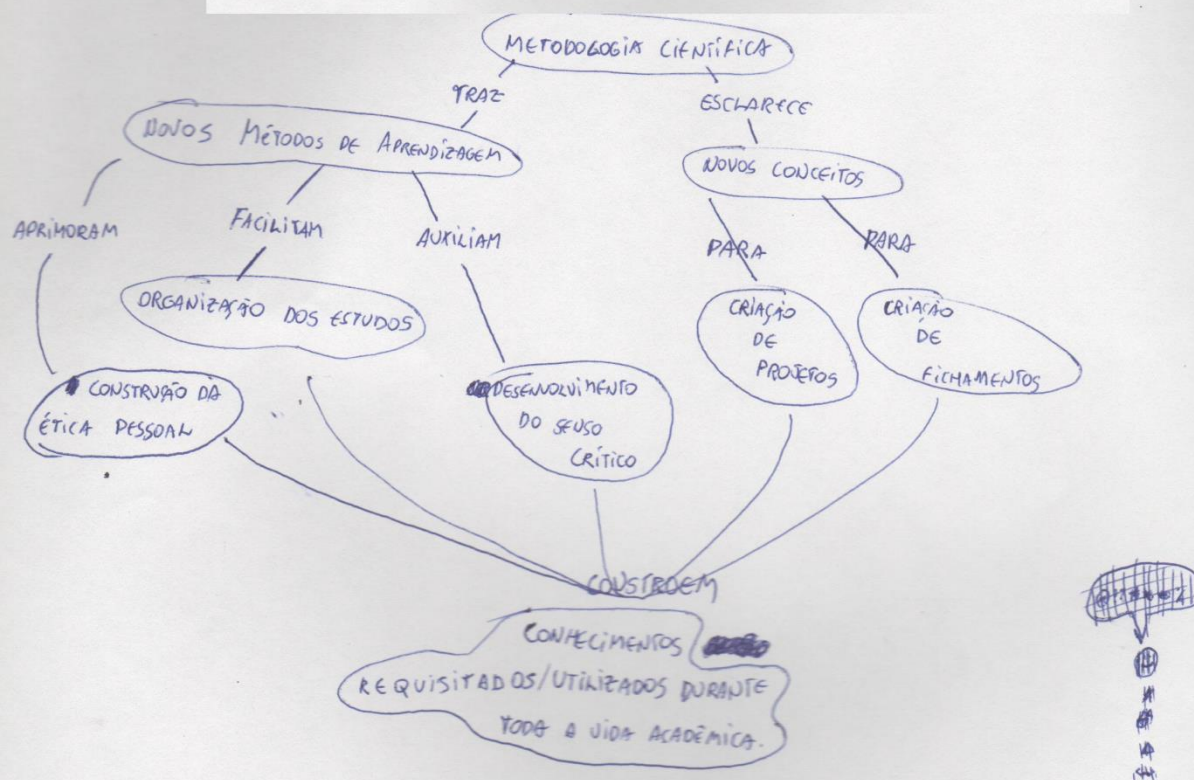 METODOLOGIA CIENTÍFICA
TRAZ
ESCLARECE
NOVOS MÉTODOS DE APRENDIZAGEM
NOVOS CONCEITOS
APRIMORAM
FACILITAM
AUXILIAM
PARA
PARA
ORGANIZAÇÃO DOS ESTUDOS
CRIAÇÃO
DE
PROJETOS
CRIAÇÃO
DE
FICHAMENTOS
CONSTRUÇÃO DA
ÉTICA PESSOAL
DESENVOLVIMENTO
DO SENSO
CRÍTICO
CONSTROEM
CONHECIMENTOS
REQUISITADOS/UTILIZADOS DURANTE
TODA A VIDA ACADÊMICA.